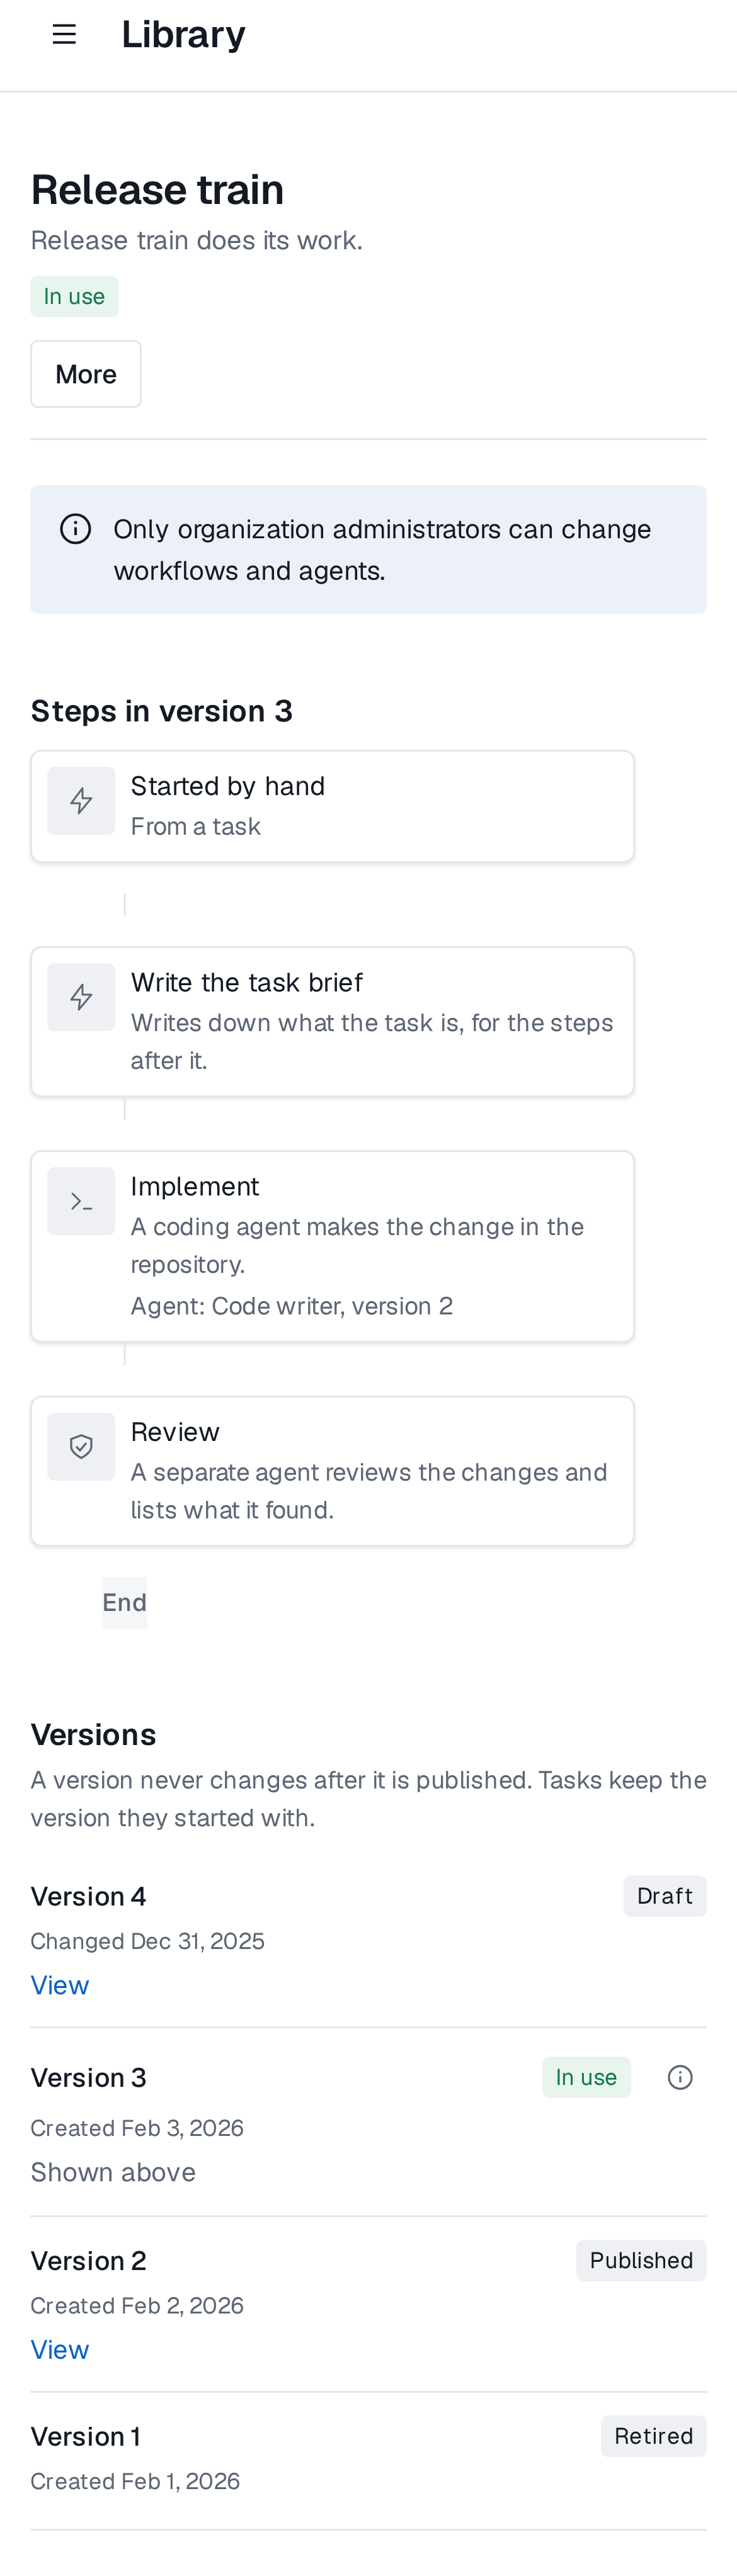 Library
Release train
Release train does its work.
In use
More
Only organization administrators can change
workflows and agents.
Steps in version 3
Started by hand
From a task
Write the task brief
Writes down what the task is, for the steps
after it.
Implement
A coding agent makes the change in the
repository.
Agent: Code writer, version 2
Review
A separate agent reviews the changes and
lists what it found.
End
Versions
A version never changes after it is published. Tasks keep the
version they started with.
Version 4
Draft
Changed Dec 31, 2025
View
Version 3
In use
Created Feb 3, 2026
Shown above
Version 2
Published
Created Feb 2, 2026
View
Version 1
Retired
Created Feb 1, 2026